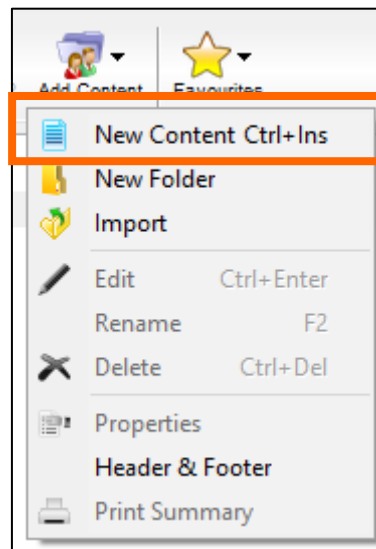 Add Content Favourites
New Content Ctrl+Ins
New Folder
Import
Edit Ctrl+Enter
Rename F2
Delete Ctrl+Del
Properties
Header & Footer
Print Summary